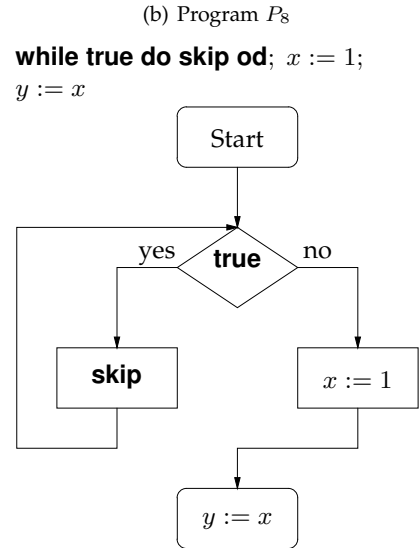 (b) Program P₈
while true do skip od; x := 1;
y := x
Start
yes true no
skip x := 1
y := x